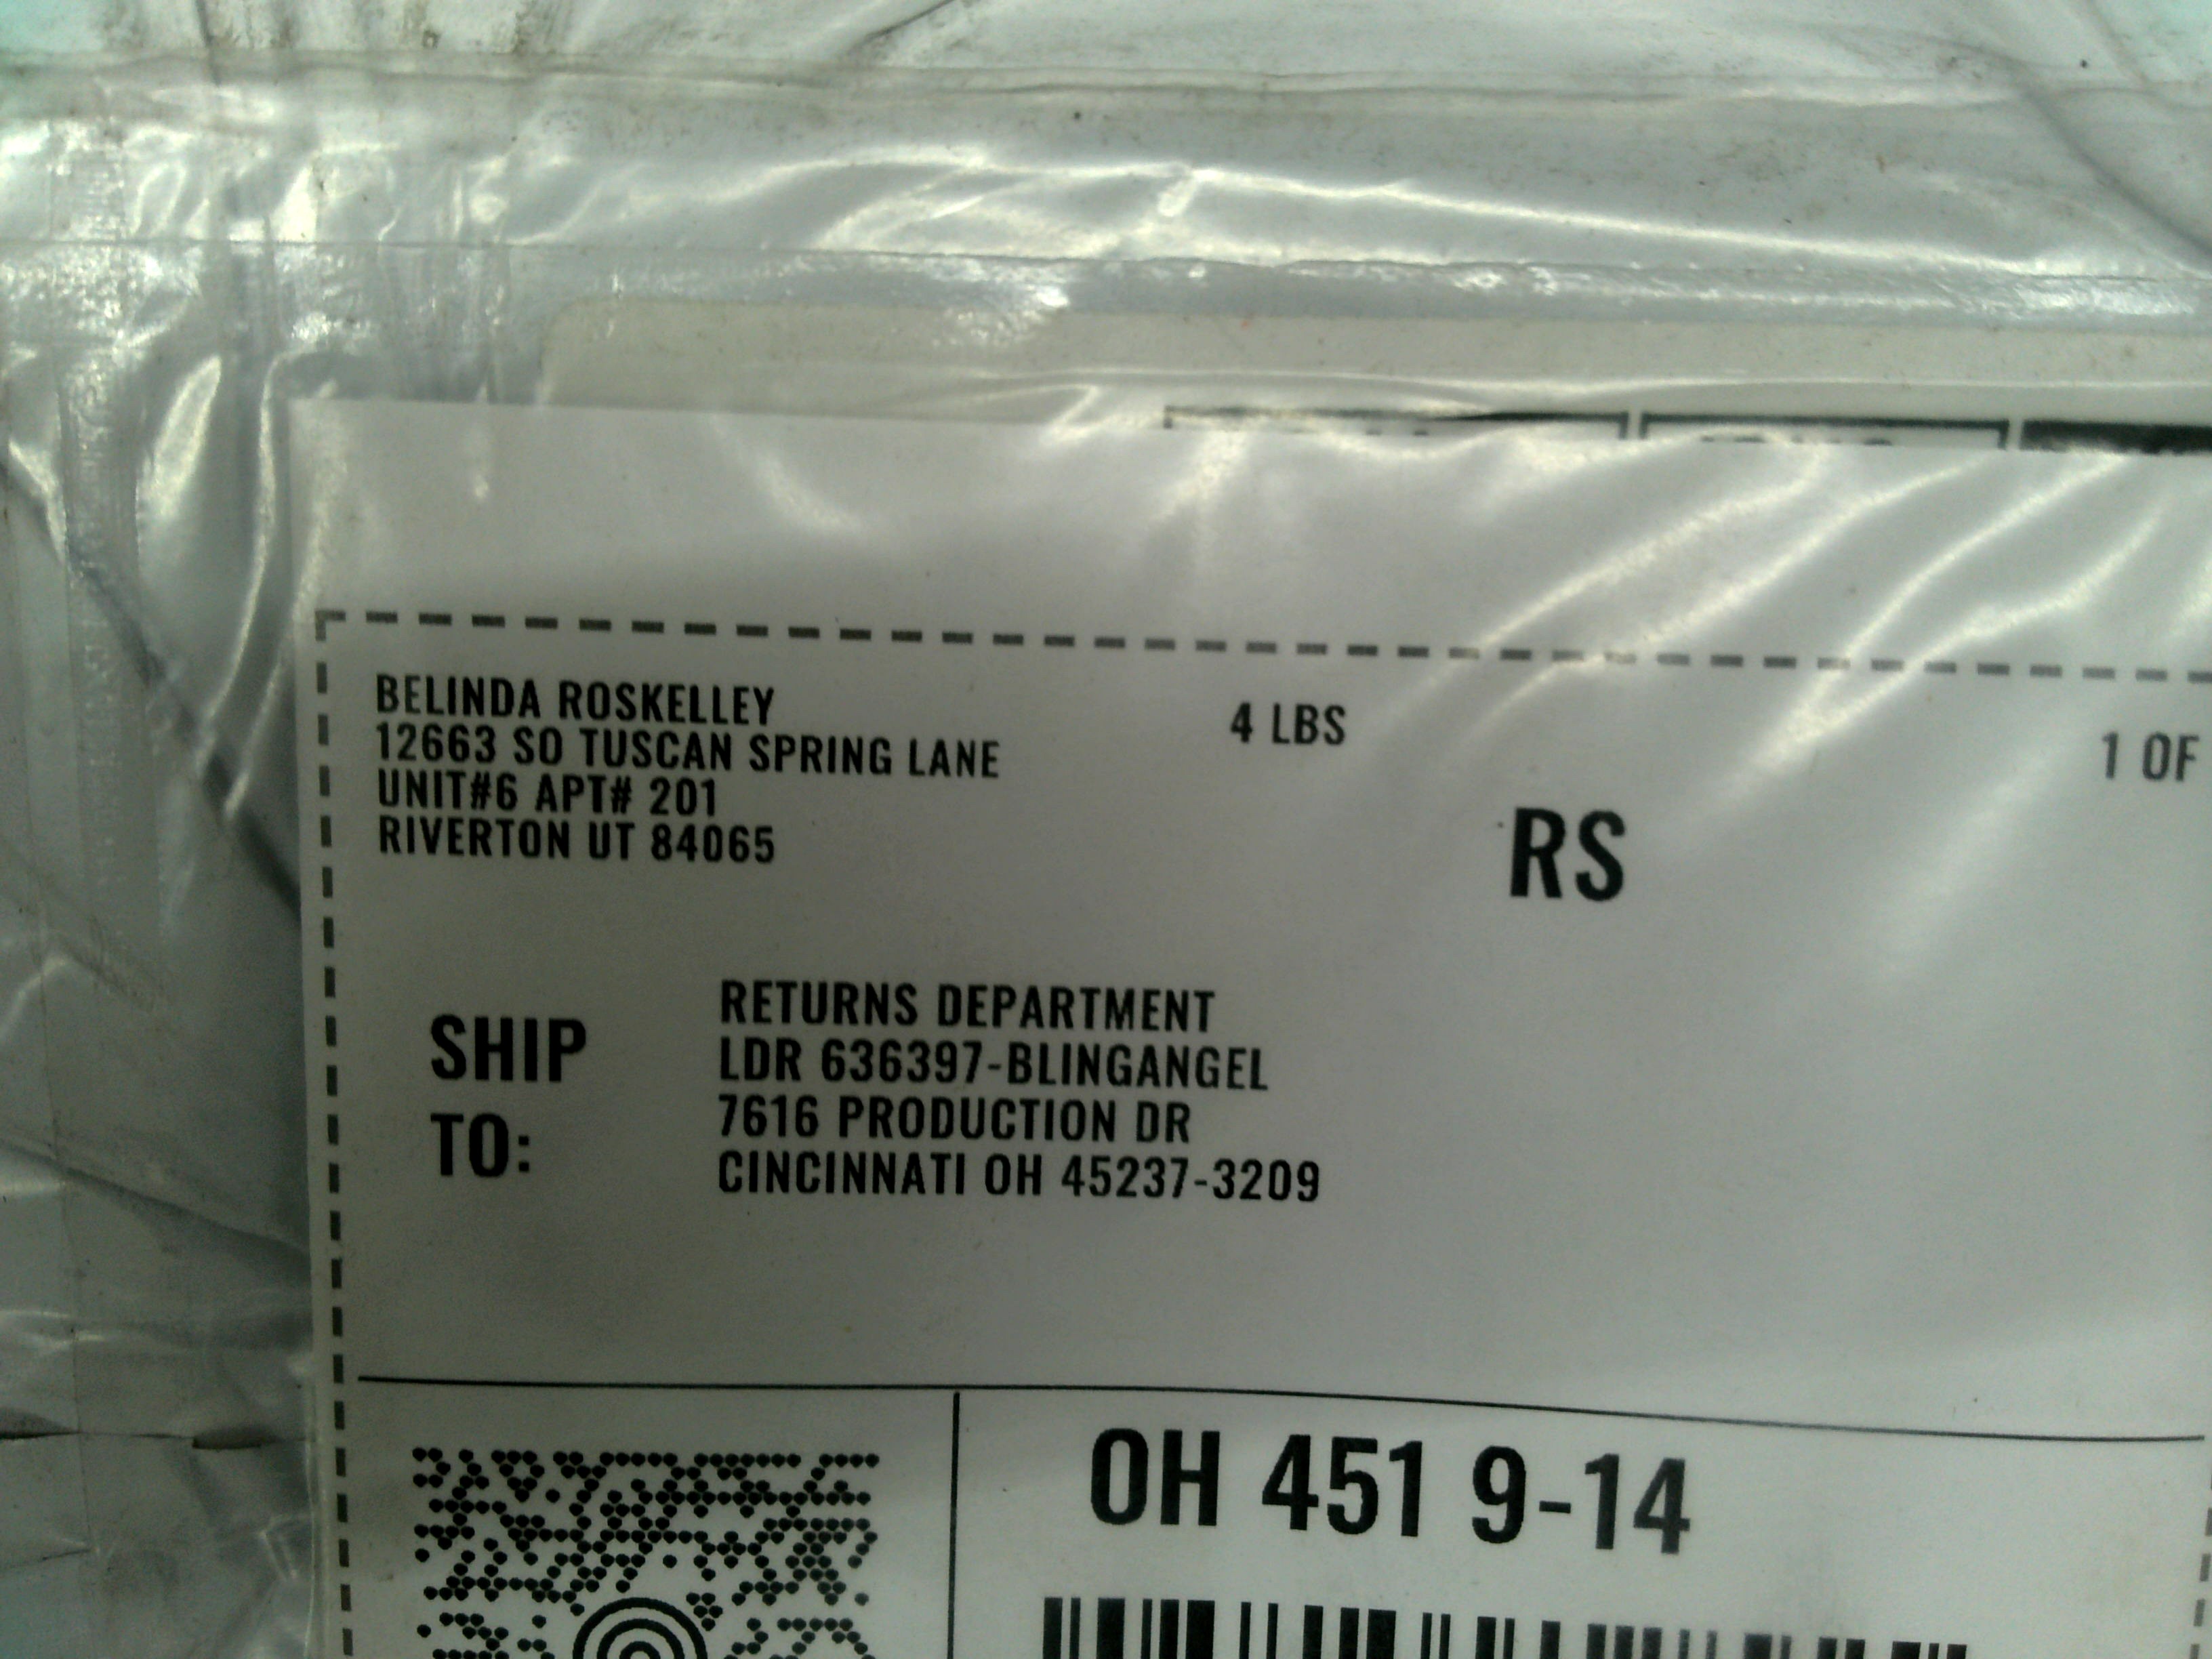 BELINDA ROSKELLEY
12663 SO TUSCAN SPRING LANE
UNIT#6 APT# 201
RIVERTON UT 84065
4 LBS
1 OF
RS
SHIP
TO:
RETURNS DEPARTMENT
LDR 636397-BLINGANGEL
7616 PRODUCTION DR
CINCINNATI OH 45237-3209
OH 451 9-14